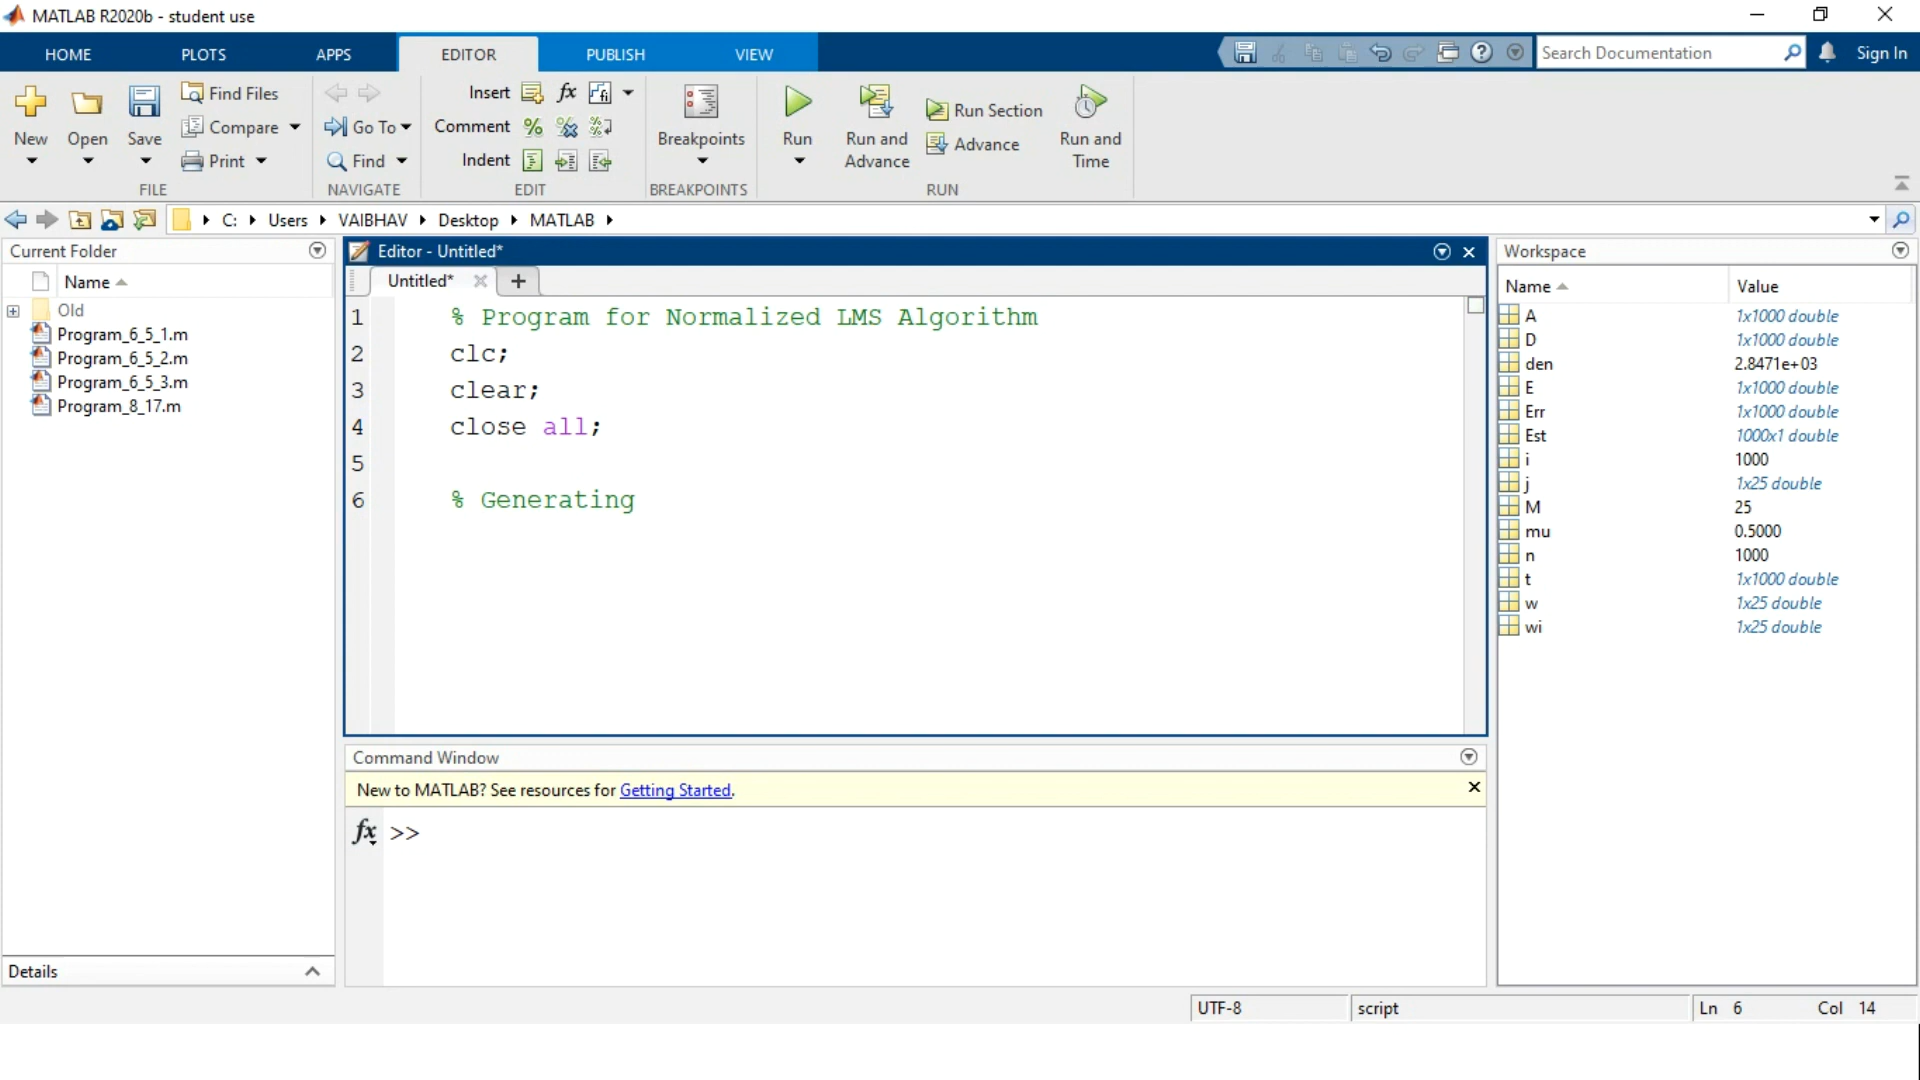 MATLAB R2020b - student use
HOME PLOTS APPS EDITOR PUBLISH VIEW
Search Documentation
Sign In
New
Open
Save
Find Files
Compare
Print
FILE
Go To
Find
NAVIGATE
Insert fx
Comment
Indent
EDIT
Breakpoints
BREAKPOINTS
Run
Run and Advance
Run Section
Advance
Run and Time
RUN
C: Users VAIBHAV Desktop MATLAB
Current Folder
Name
Old
Program_6_5_1.m
Program_6_5_2.m
Program_6_5_3.m
Program_8_17.m
Details
Editor - Untitled*
Untitled*
1 % Program for Normalized LMS Algorithm
2 clc;
3 clear;
4 close all;
5
6 % Generating
Command Window
New to MATLAB? See resources for Getting Started.
fx >>
Workspace
Name Value
A 1x1000 double
D 1x1000 double
den 2.8471e+03
E 1x1000 double
Err 1x1000 double
Est 1000x1 double
i 1000
j 1x25 double
M 25
mu 0.5000
n 1000
t 1x1000 double
w 1x25 double
wi 1x25 double
UTF-8 script Ln 6 Col 14